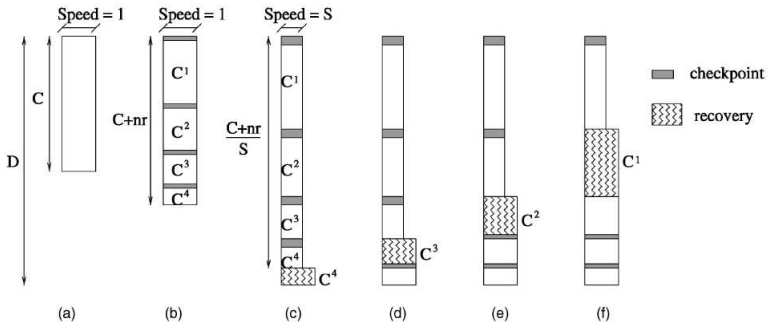 Speed = 1
Speed = 1
Speed = S
C
D
C+nr
C¹
C²
C³
C⁴
C+nr
S
C¹
C²
C³
C⁴
C⁴
C³
C²
C¹
checkpoint
recovery
(a)
(b)
(c)
(d)
(e)
(f)